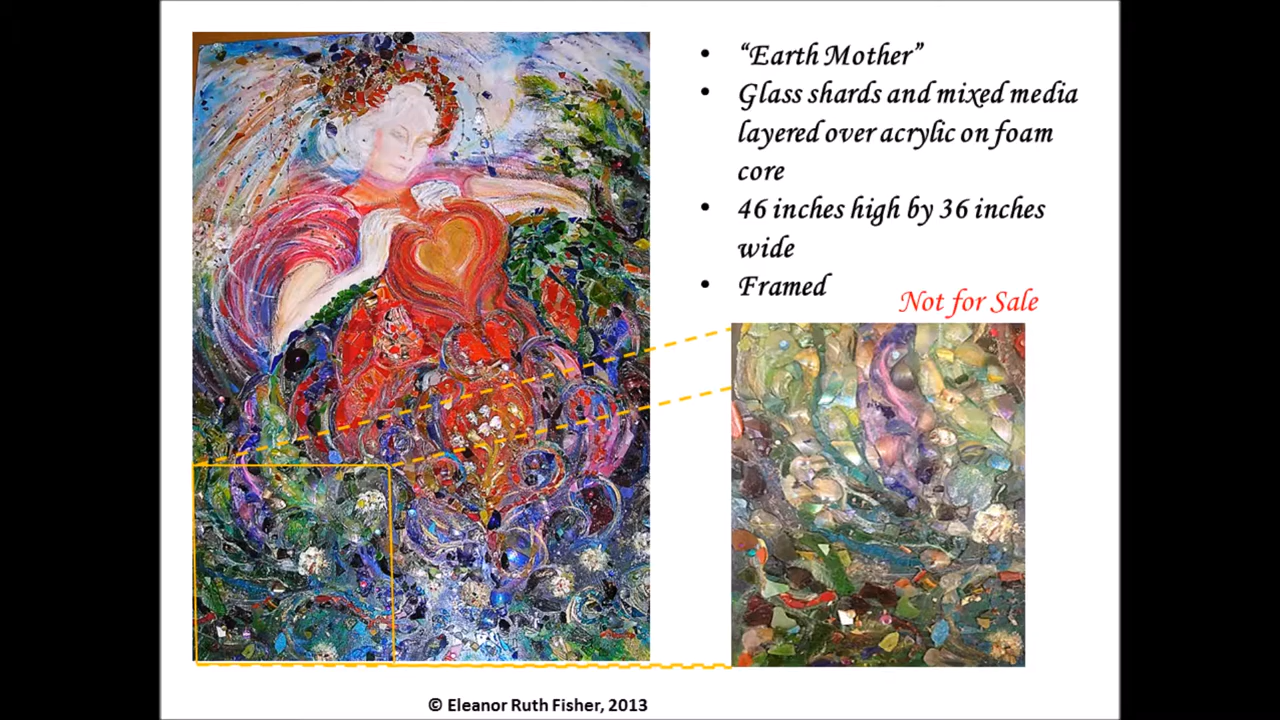 • “Earth Mother”
• Glass shards and mixed media
layered over acrylic on foam
core
• 46 inches high by 36 inches
wide
• Framed
Not for Sale
© Eleanor Ruth Fisher, 2013